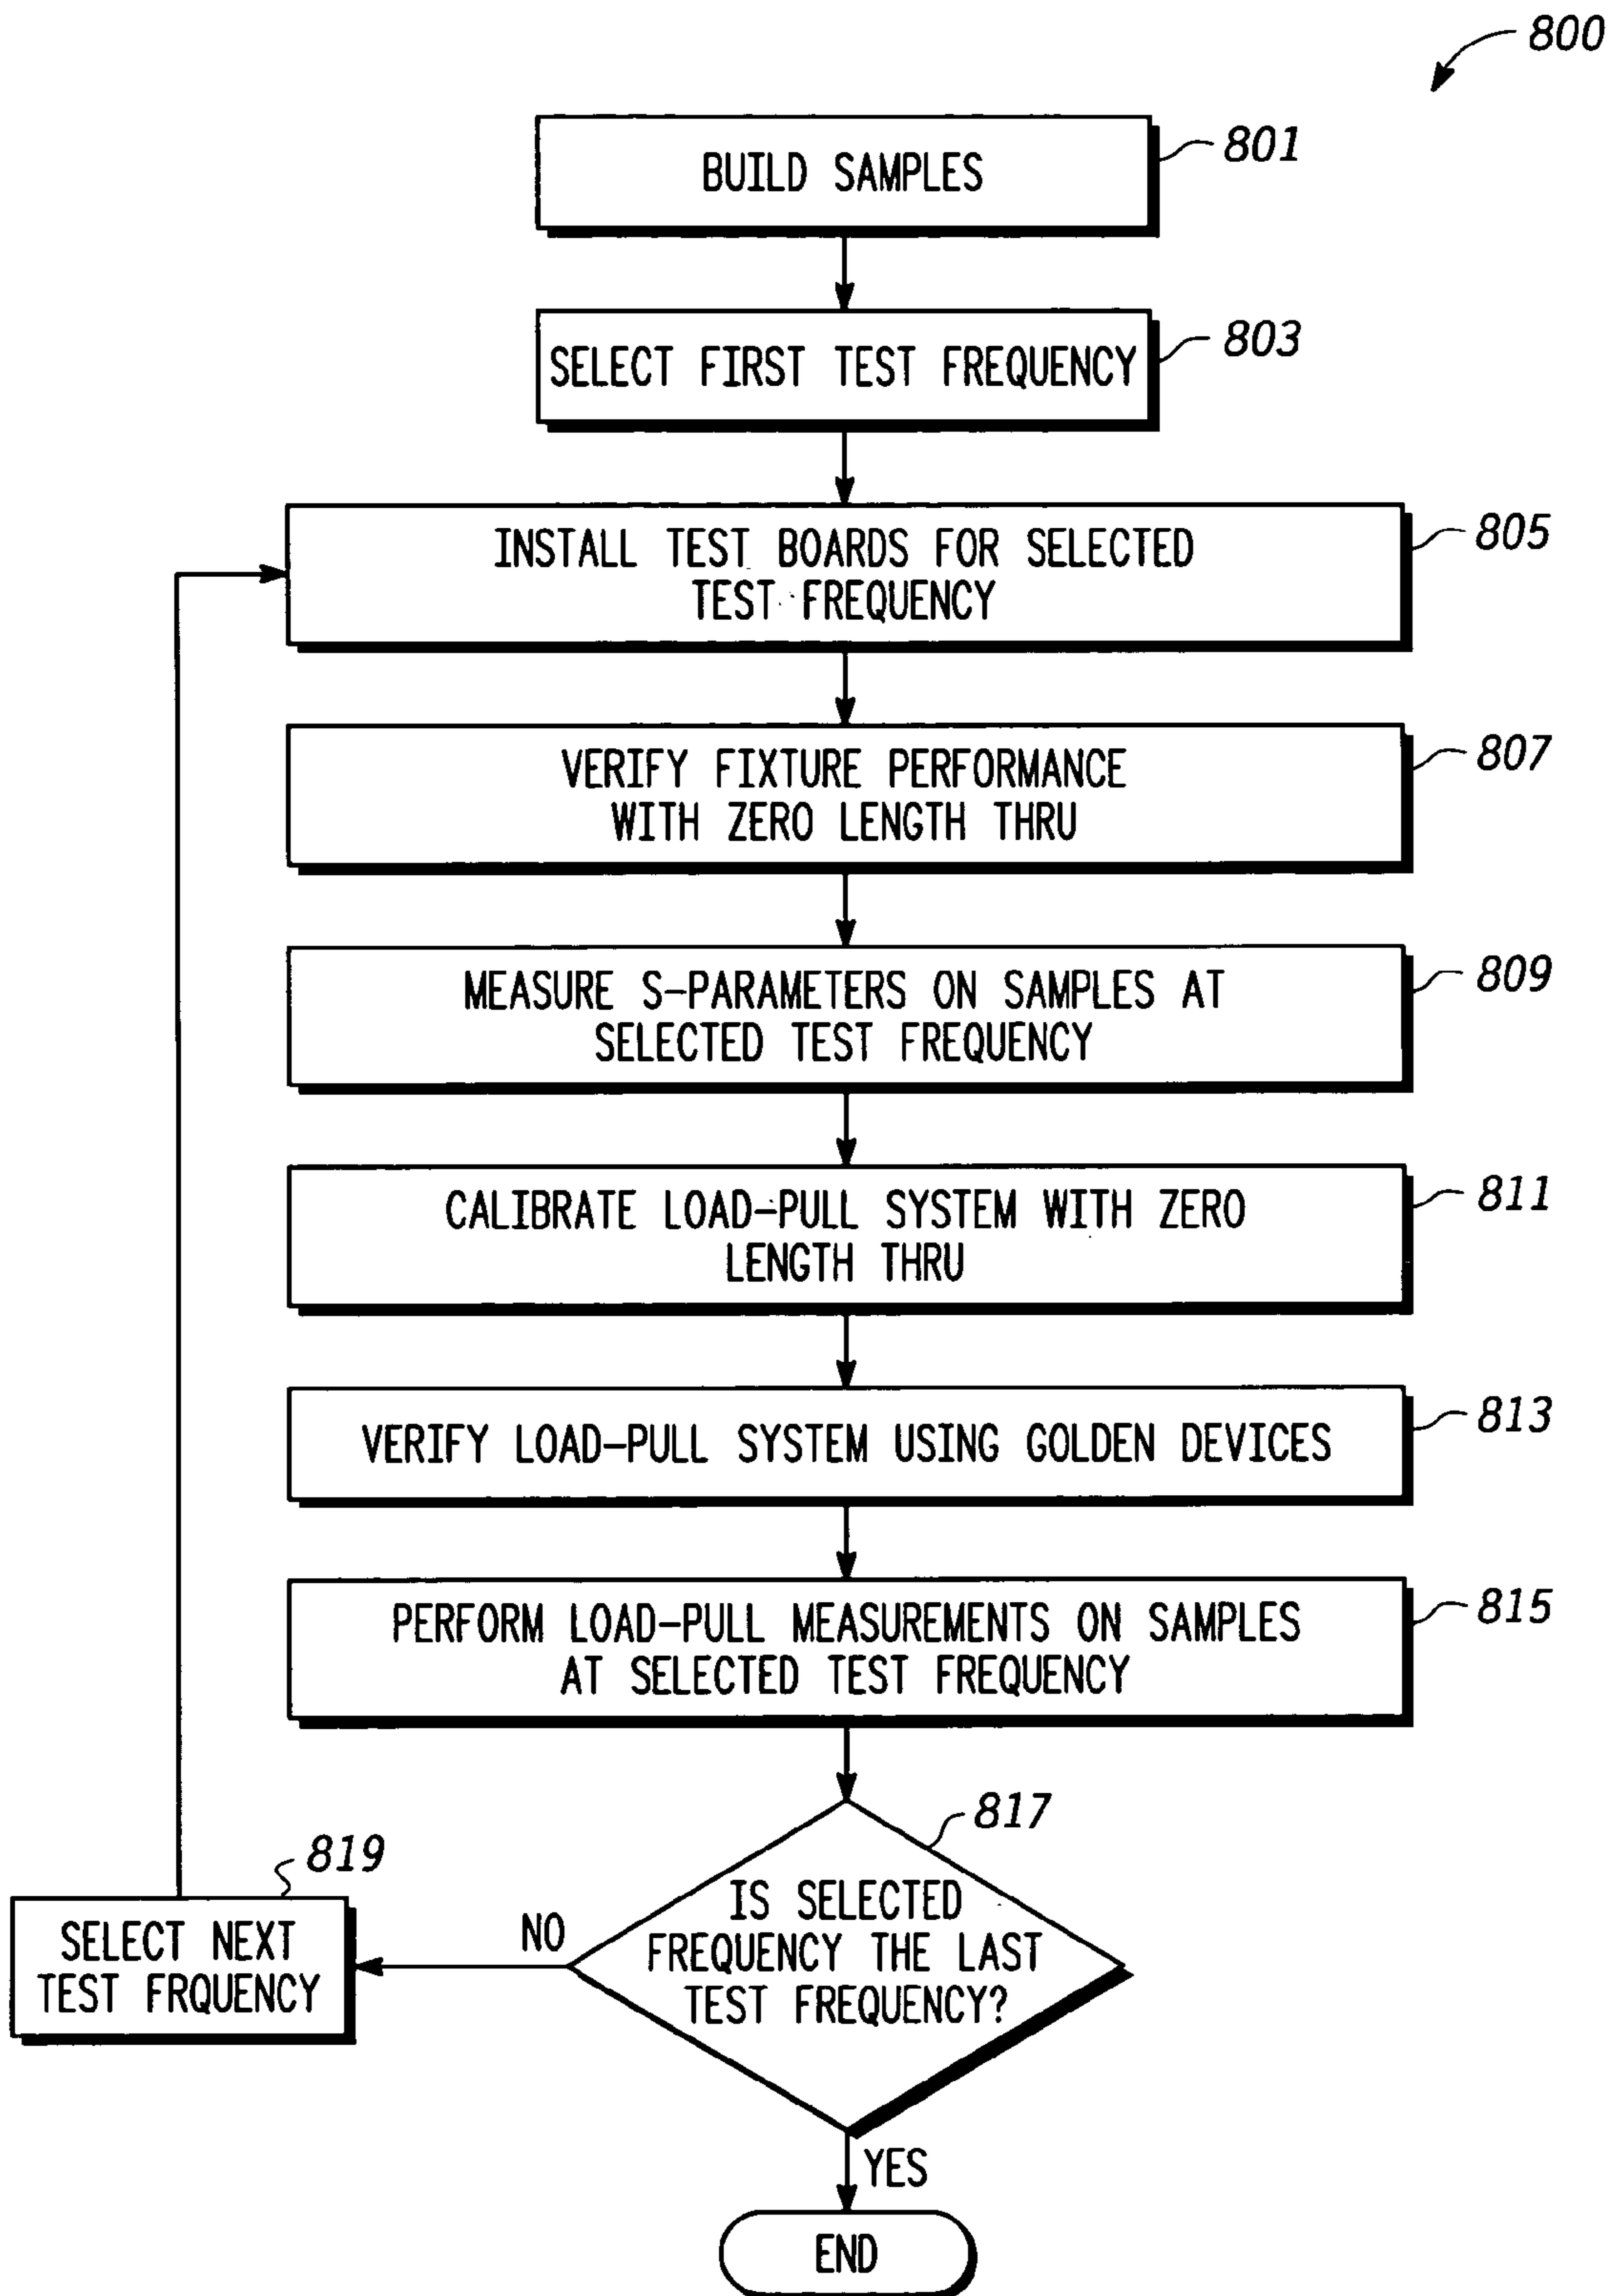 800
BUILD SAMPLES
801
SELECT FIRST TEST FREQUENCY
803
INSTALL TEST BOARDS FOR SELECTED
TEST FREQUENCY
805
VERIFY FIXTURE PERFORMANCE
WITH ZERO LENGTH THRU
807
MEASURE S-PARAMETERS ON SAMPLES AT
SELECTED TEST FREQUENCY
809
CALIBRATE LOAD-PULL SYSTEM WITH ZERO
LENGTH THRU
811
VERIFY LOAD-PULL SYSTEM USING GOLDEN DEVICES
813
PERFORM LOAD-PULL MEASUREMENTS ON SAMPLES
AT SELECTED TEST FREQUENCY
815
817
IS SELECTED
FREQUENCY THE LAST
TEST FREQUENCY?
NO
819
SELECT NEXT
TEST FRQUENCY
YES
END